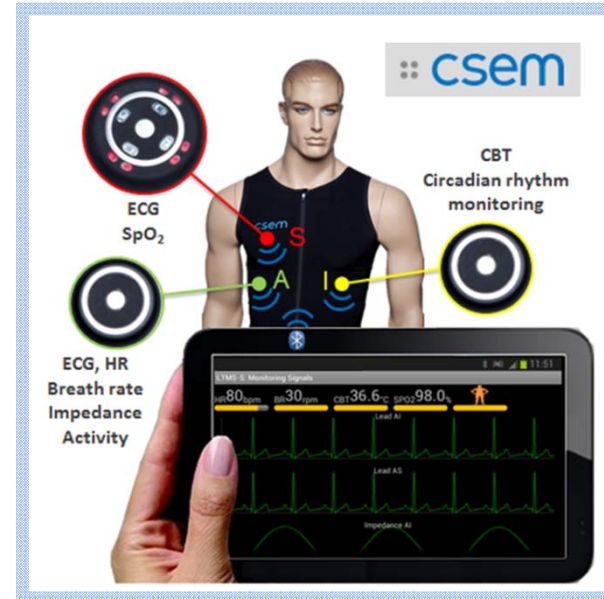 csem
ECG
SpO₂
CBT
Circadian rhythm
monitoring
csem
S
A
I
ECG, HR
Breath rate
Impedance
Activity
11:51
LTMS-S: Monitoring Signals
HR80bpm BR30rpm CBT36.6°C SPO298.0%
Lead AI
Lead AS
Impedance AI